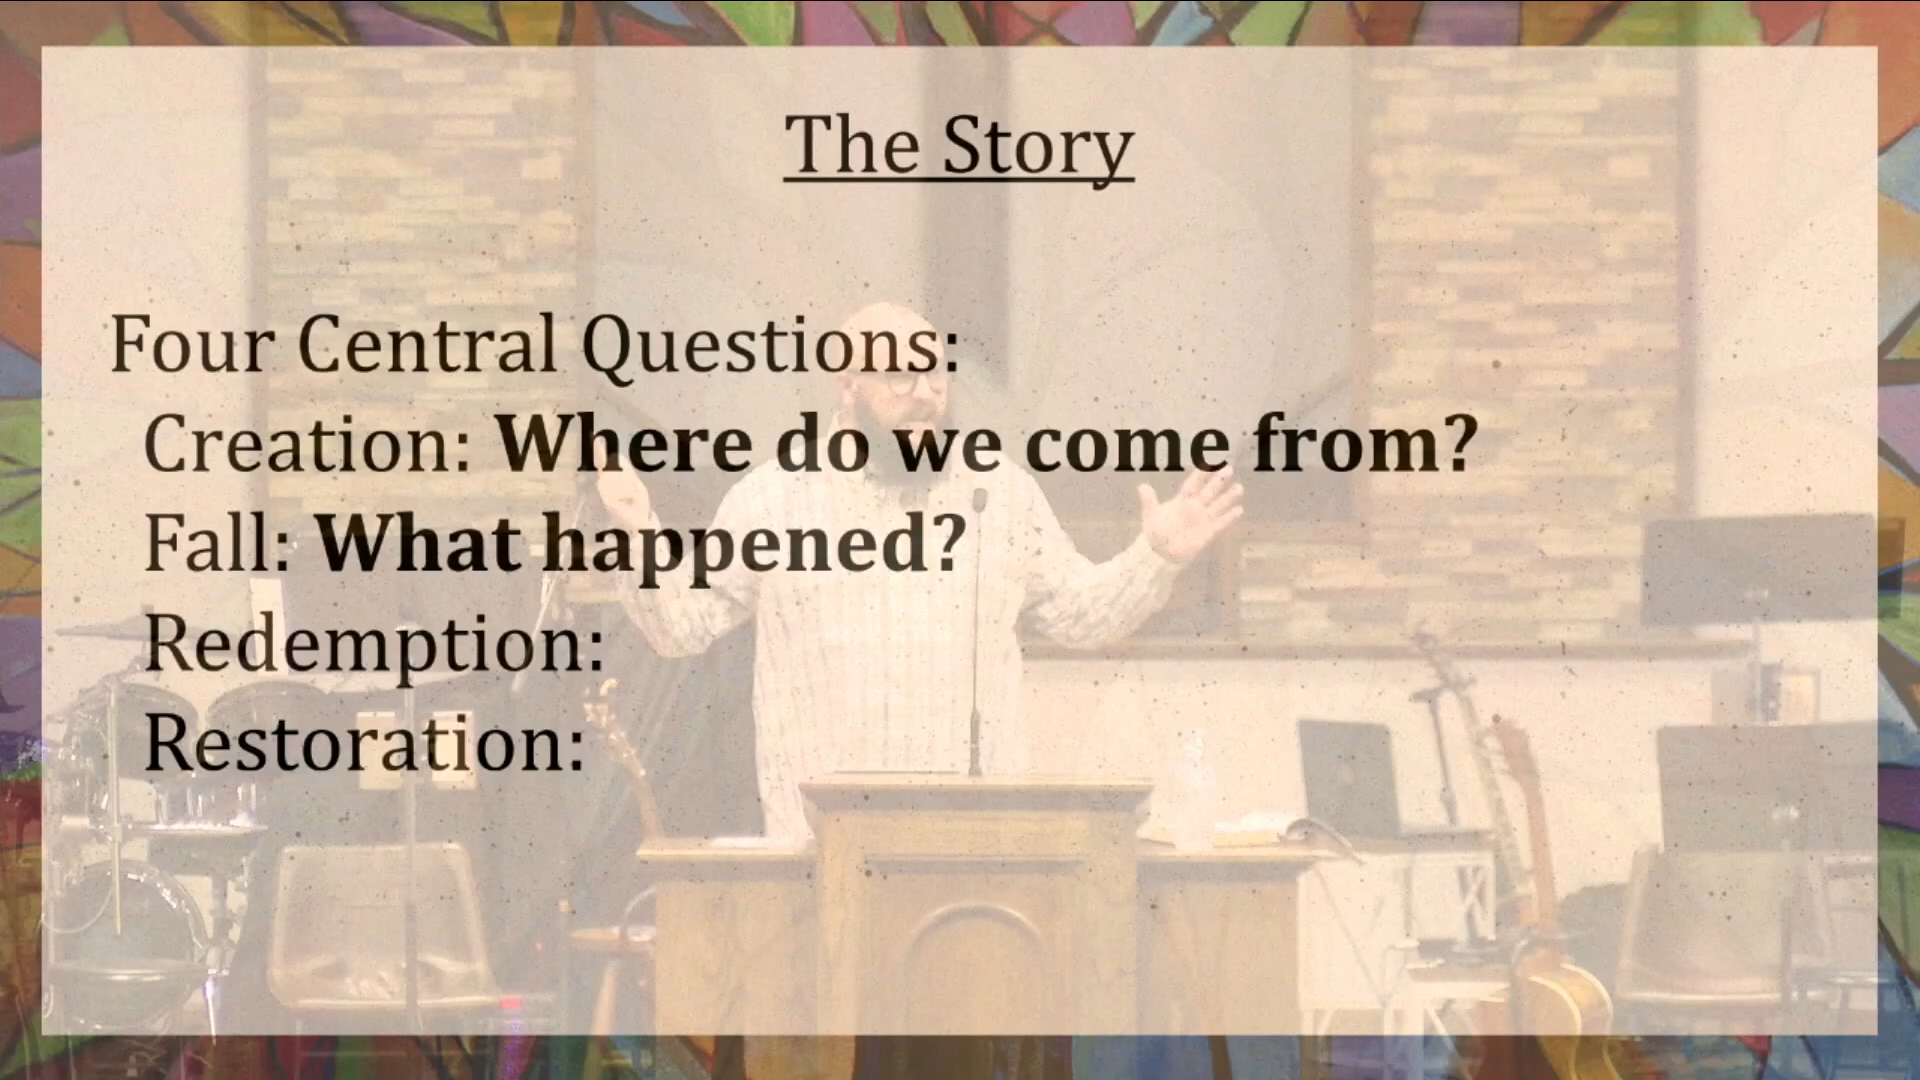 The Story
Four Central Questions:
Creation: Where do we come from?
Fall: What happened?
Redemption:
Restoration: